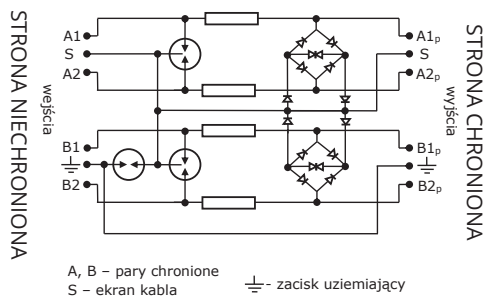 STRONA NIECHRONIONA
wejścia
A1
S
A2
B1
B2
A1p
S
A2p
B1p
B2p
wyjścia
STRONA CHRONIONA
A, B – pary chronione
S – ekran kabla
- zacisk uziemiający